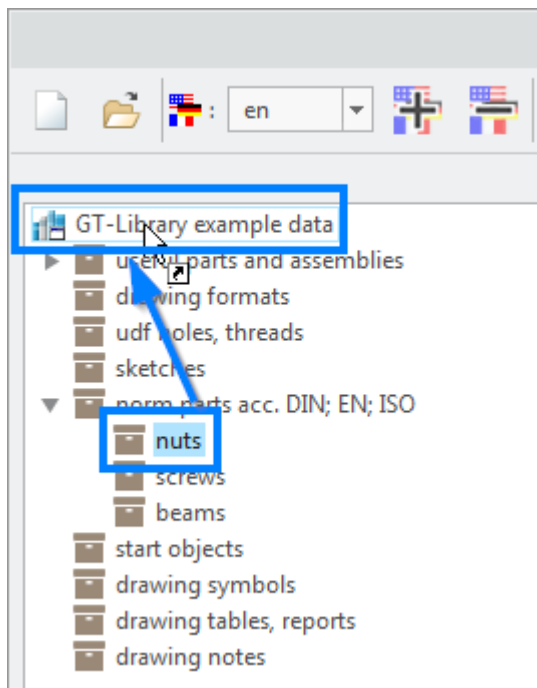 : en
GT-Library example data
useful parts and assemblies
drawing formats
udf holes, threads
sketches
norm parts acc. DIN; EN; ISO
nuts
screws
beams
start objects
drawing symbols
drawing tables, reports
drawing notes